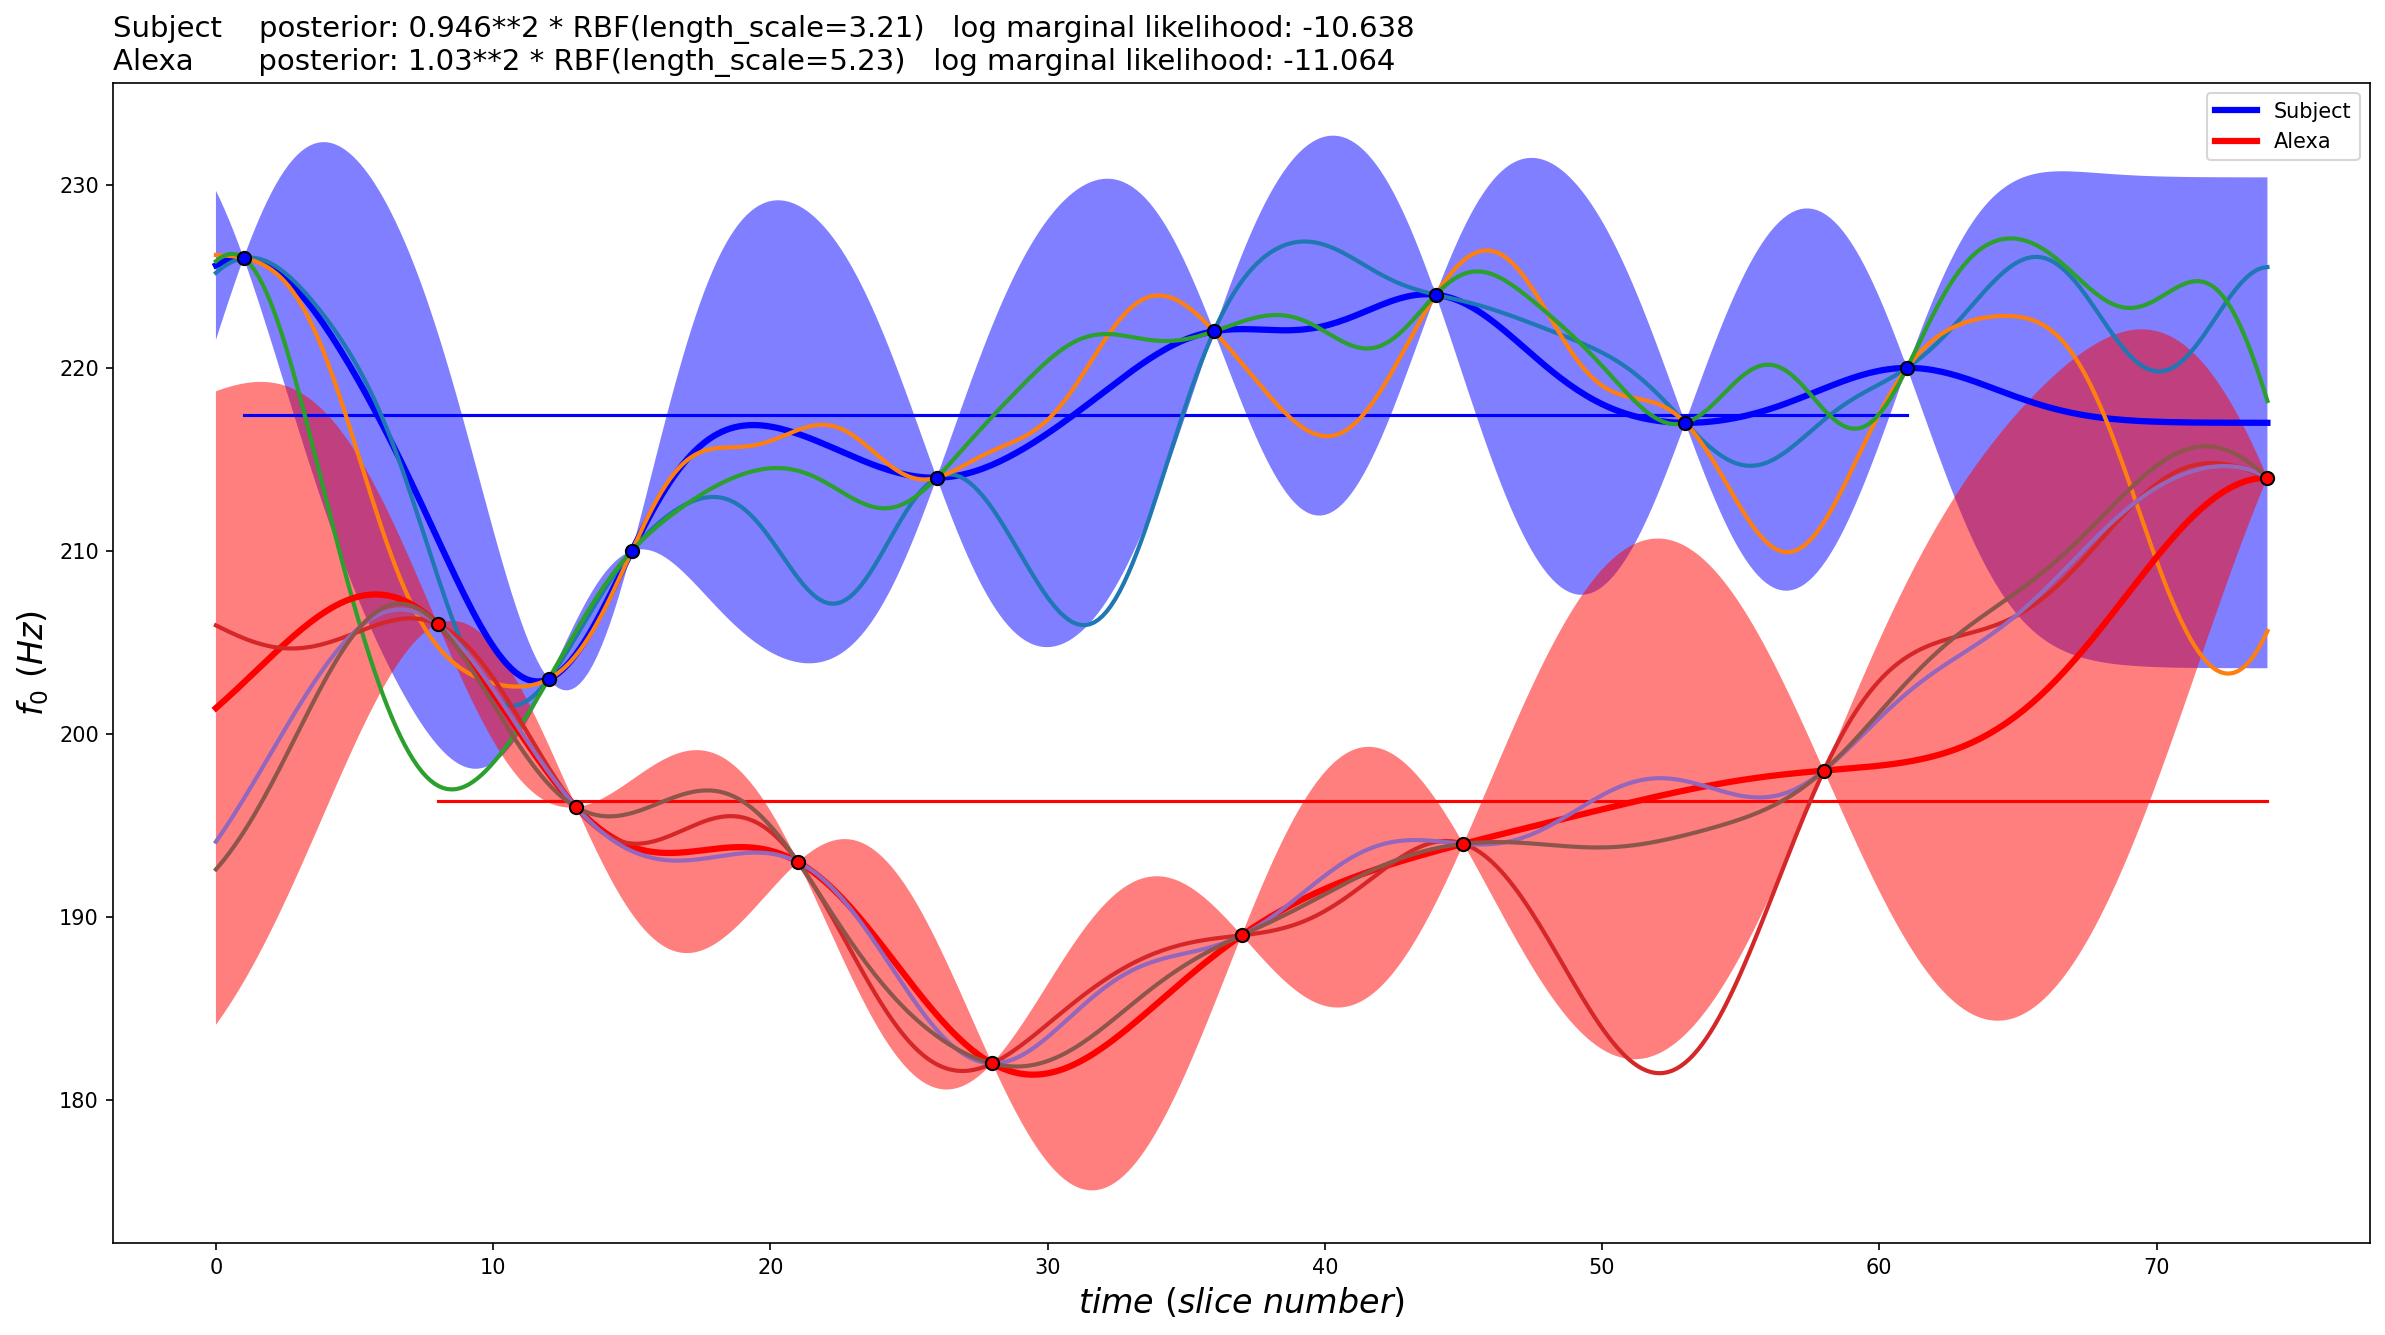 Subject posterior: 0.946**2 * RBF(length_scale=3.21) log marginal likelihood: -10.638
Alexa posterior: 1.03**2 * RBF(length_scale=5.23) log marginal likelihood: -11.064
Subject
Alexa
230
220
210
200
190
180
f₀ (Hz)
0 10 20 30 40 50 60 70
time (slice number)